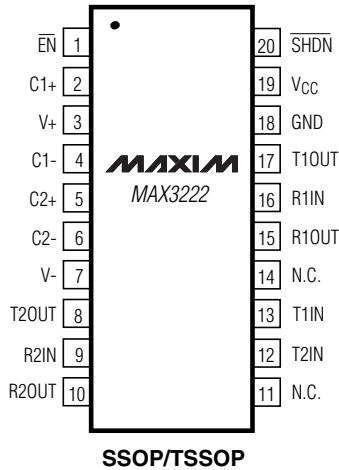 EN 1
C1+ 2
V+ 3
C1- 4
C2+ 5
C2- 6
V- 7
T2OUT 8
R2IN 9
R2OUT 10
MAXIM
MAX3222
20 SHDN
19 VCC
18 GND
17 T1OUT
16 R1IN
15 R1OUT
14 N.C.
13 T1IN
12 T2IN
11 N.C.
SSOP/TSSOP